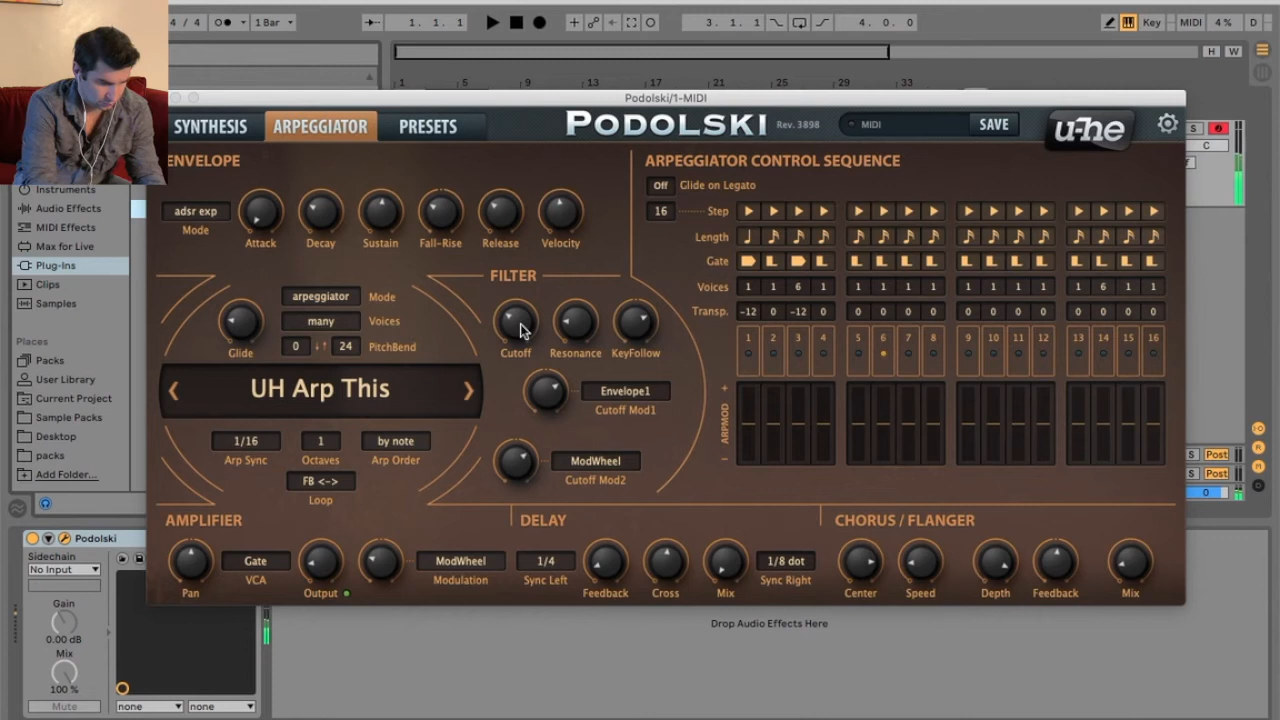 4 / 4 1 Bar 1. 1. 1 3. 1. 1 4. 0. 0 Key MIDI 4 % D
H W
1 5 9 13 17 21 25 29 33
Podolski/1-MIDI
SYNTHESIS ARPEGGIATOR PRESETS PODOLSKI Rev. 3898 MIDI SAVE u-he
ENVELOPE
adsr exp
Mode Attack Decay Sustain Fall-Rise Release Velocity
ARPEGGIATOR CONTROL SEQUENCE
Off Glide on Legato
16 Step
Length
Gate
Voices 1 1 6 1 1 1 1 1 1 1 1 1 1 6 1 1
Transp. -12 0 -12 0 0 0 0 0 0 0 0 0 0 0 0 0
1 2 3 4 5 6 7 8 9 10 11 12 13 14 15 16
+
ARPMOD
-
FILTER
Cutoff Resonance KeyFollow
Envelope1
Cutoff Mod1
ModWheel
Cutoff Mod2
Glide
arpeggiator Mode
many Voices
0 24 PitchBend
UH Arp This
1/16 1 by note
Arp Sync Octaves Arp Order
FB <->
Loop
AMPLIFIER
Gate ModWheel
Pan VCA Output Modulation
DELAY
1/4 1/8 dot
Sync Left Feedback Cross Mix Sync Right
CHORUS / FLANGER
Center Speed Depth Feedback Mix
Instruments
Audio Effects
MIDI Effects
Max for Live
Plug-Ins
Clips
Samples
Places
Packs
User Library
Current Project
Sample Packs
Desktop
packs
Add Folder...
S
C
S Post
S Post
0
Podolski
Sidechain
No Input
Gain
0.00 dB
Mix
100 %
Mute none none
Drop Audio Effects Here